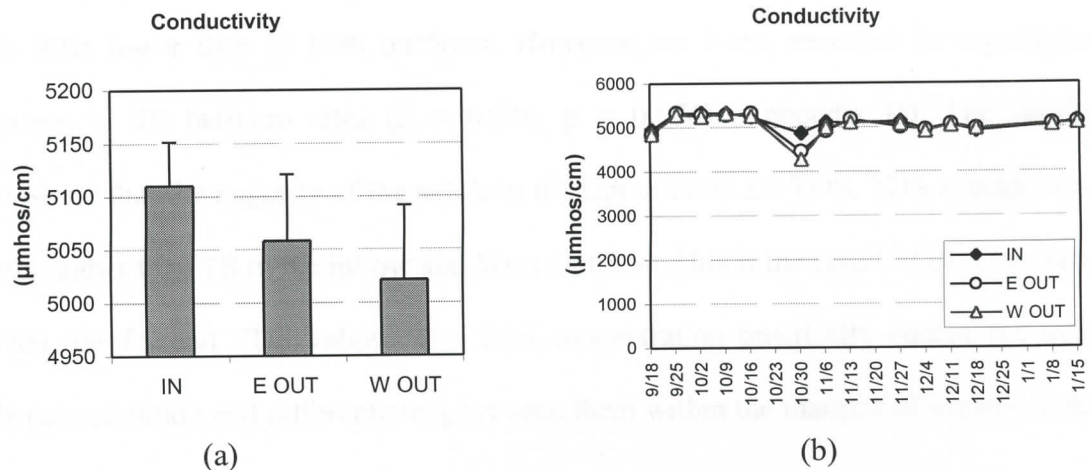 Conductivity
5200
5150
5100
5050
5000
4950
(µmhos/cm)
IN
E OUT
W OUT
(a)
Conductivity
6000
5000
4000
3000
2000
1000
0
(µmhos/cm)
IN
E OUT
W OUT
9/18
9/25
10/2
10/9
10/16
10/23
10/30
11/6
11/13
11/20
11/27
12/4
12/11
12/18
12/25
1/1
1/8
1/15
(b)